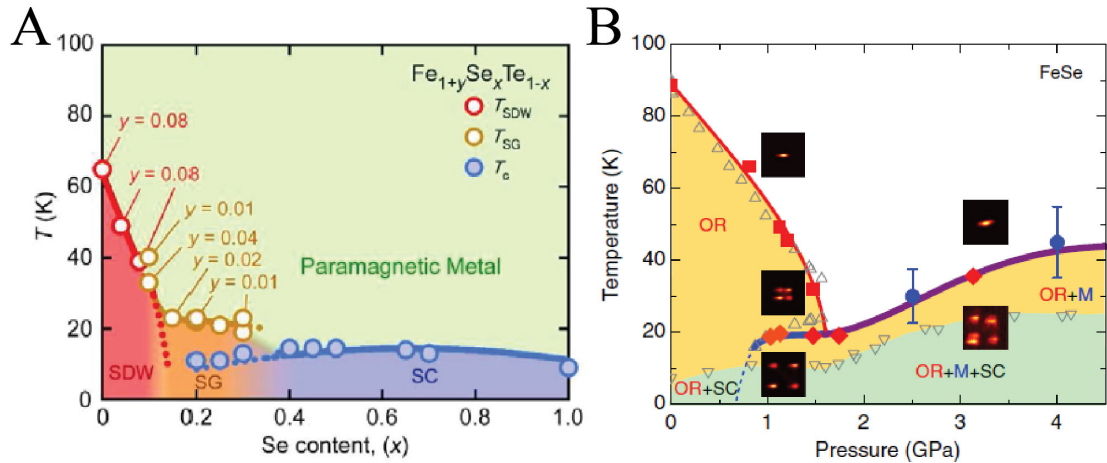 A
100
80
60
40
20
0
T (K)
Fe1+ySexTe1-x
TSDW
TSG
Tc
y = 0.08
y = 0.08
y = 0.01
y = 0.04
y = 0.02
y = 0.01
Paramagnetic Metal
SDW
SG
SC
0 0.2 0.4 0.6 0.8 1.0
Se content, (x)
B
100
80
60
40
20
0
Temperature (K)
FeSe
OR
OR+M
OR+SC
OR+M+SC
0 1 2 3 4
Pressure (GPa)